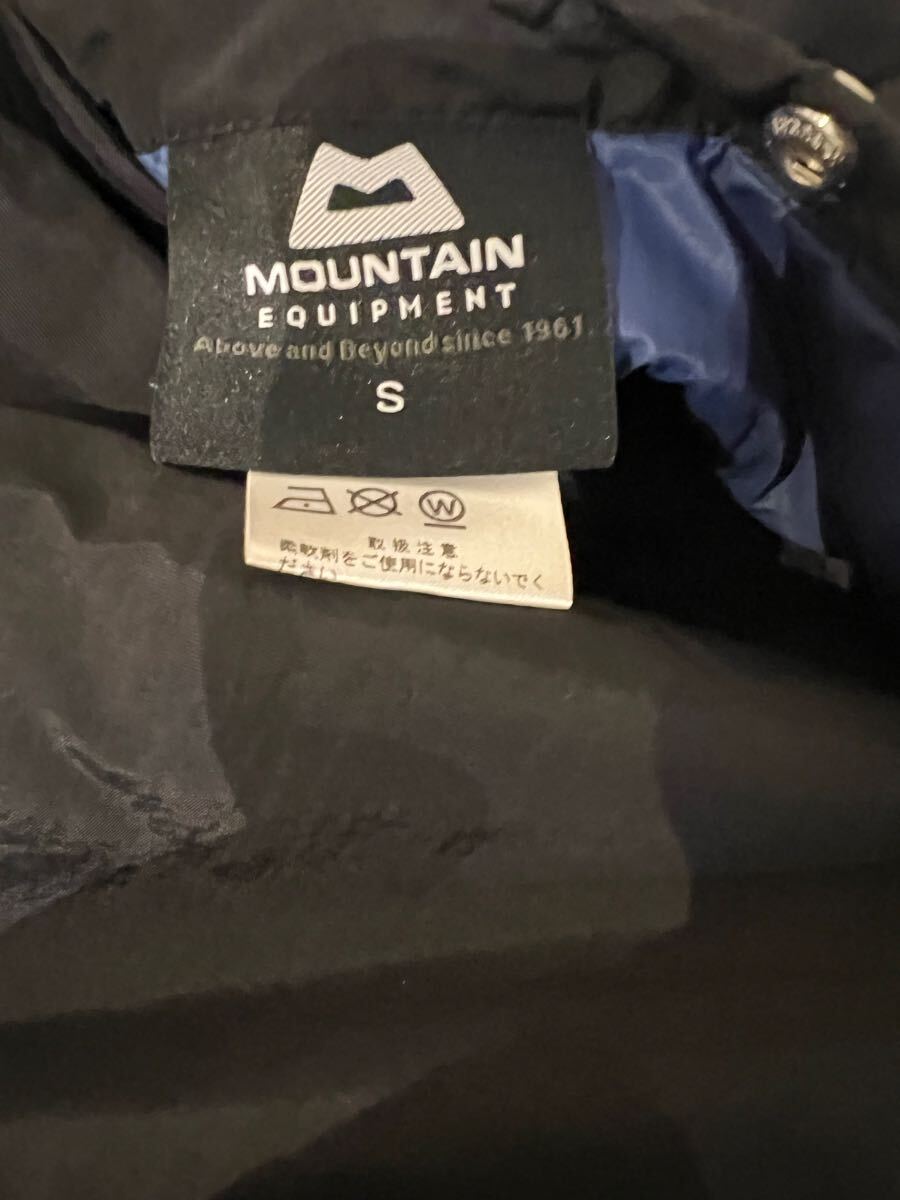 MOUNTAIN
EQUIPMENT
Above and Beyond since 1961.
S
W
取扱注意
柔軟剤をご使用にならないでく
ださい